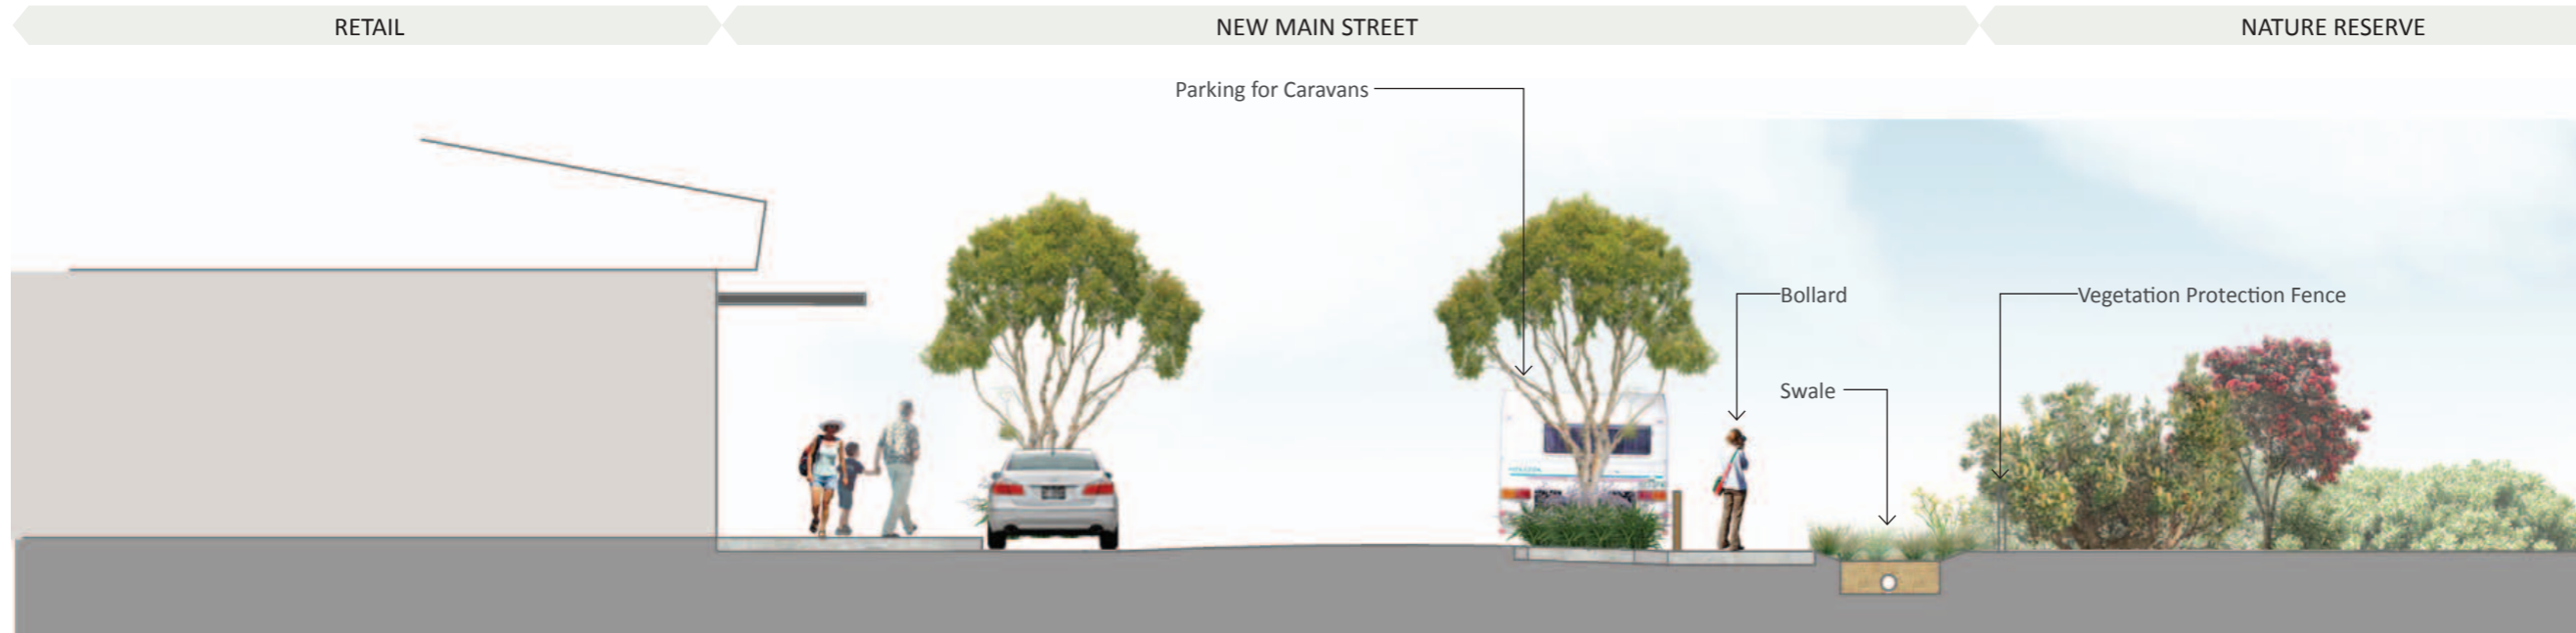 RETAIL
NEW MAIN STREET
NATURE RESERVE
Parking for Caravans
Bollard
Vegetation Protection Fence
Swale